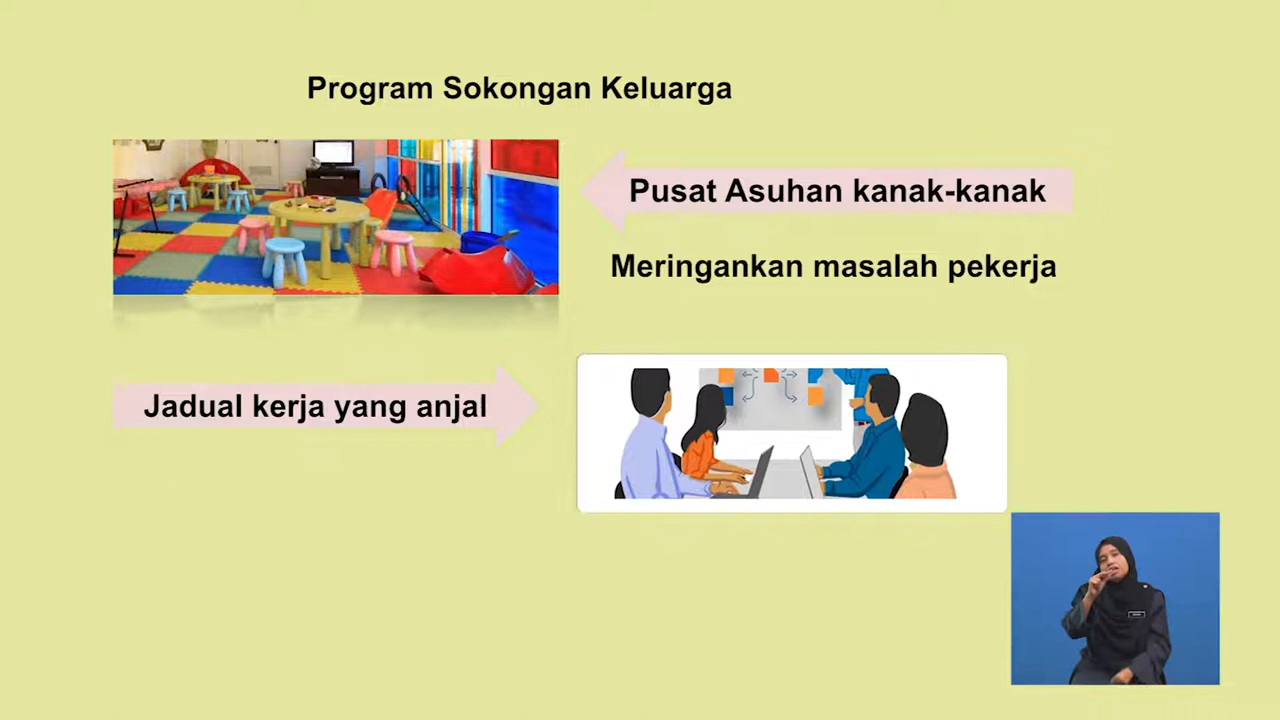 Program Sokongan Keluarga
Pusat Asuhan kanak-kanak
Meringankan masalah pekerja
Jadual kerja yang anjal